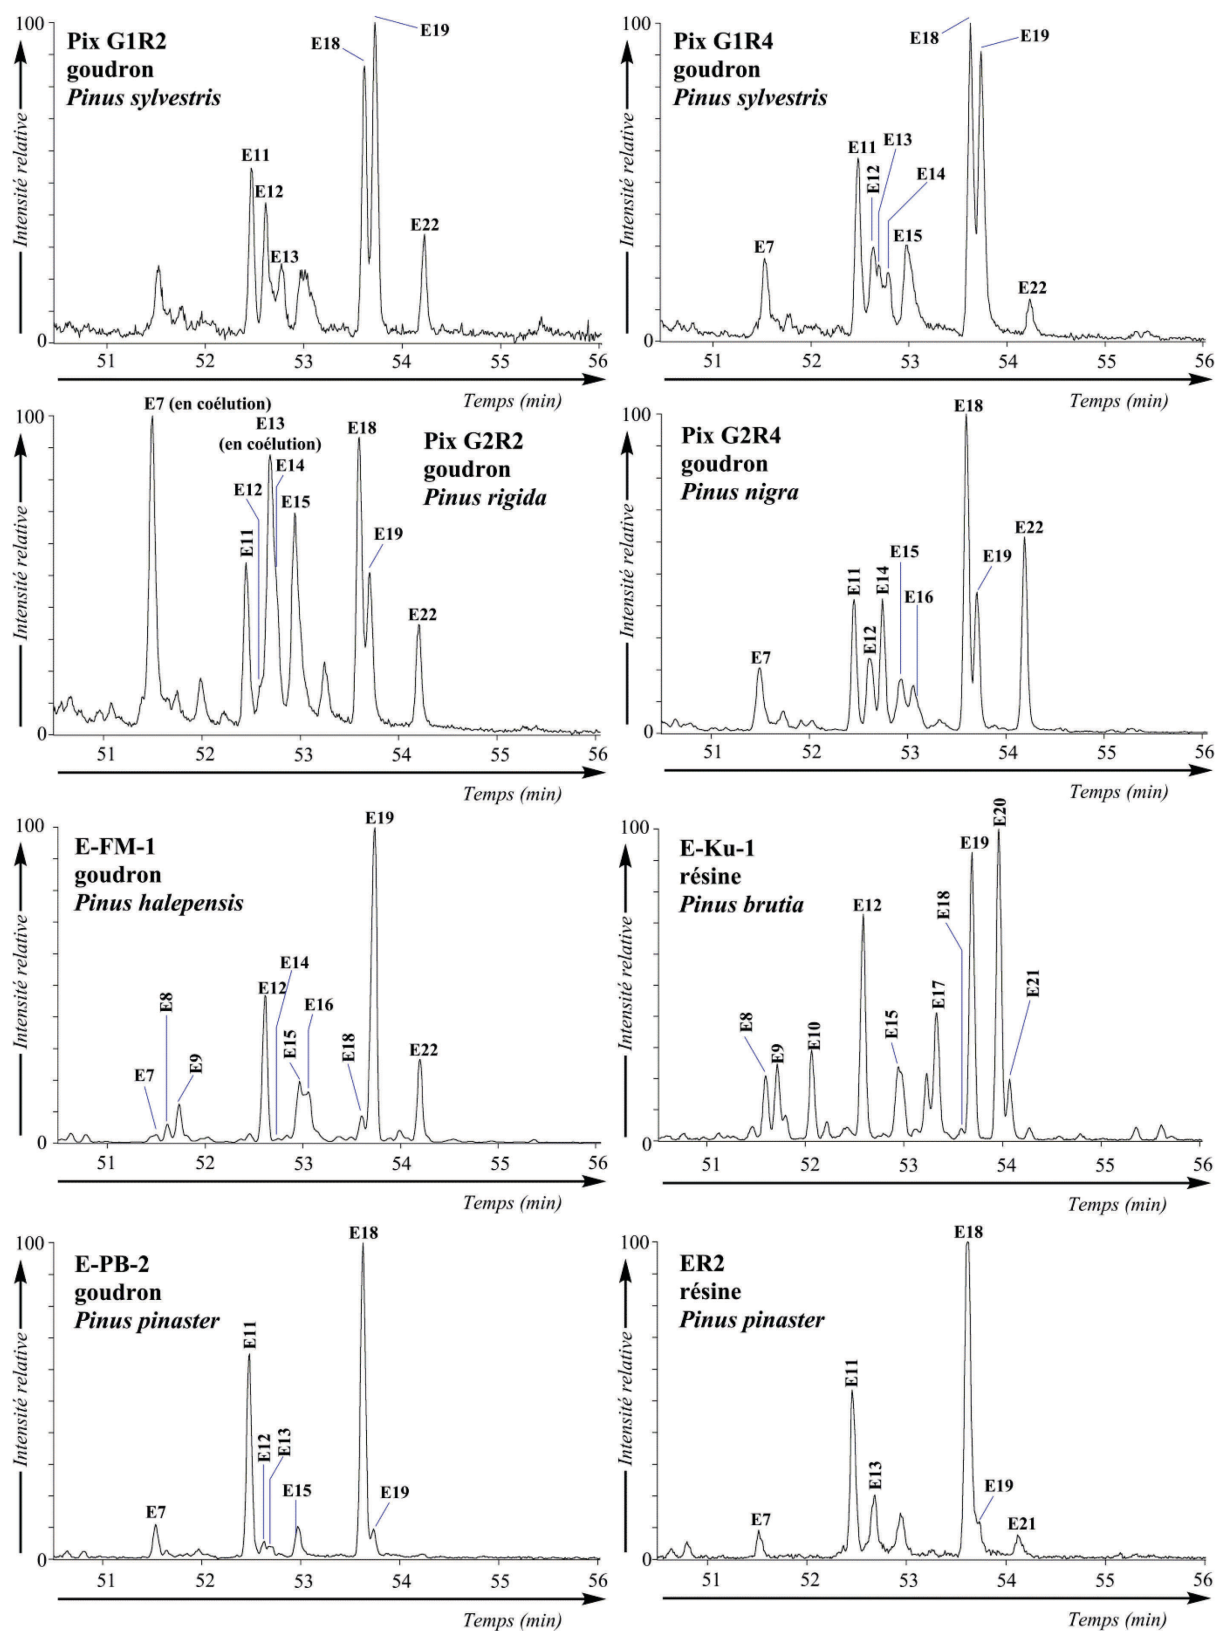 100
Pix G1R2
goudron
Pinus sylvestris
E18
E19
E11
E12
E13
E22
Intensité relative
0
51
52
53
54
55
56
Temps (min)
100
Pix G1R4
goudron
Pinus sylvestris
E18
E19
E11
E12
E13
E14
E7
E15
E22
Intensité relative
0
51
52
53
54
55
56
Temps (min)
100
E7 (en coélution)
E13
(en coélution)
E14
E12
E15
E11
E18
E19
E22
Pix G2R2
goudron
Pinus rigida
Intensité relative
0
51
52
53
54
55
56
Temps (min)
100
E18
Pix G2R4
goudron
Pinus nigra
E22
E15
E19
E11
E14
E16
E12
E7
Intensité relative
0
51
52
53
54
55
56
Temps (min)
100
E19
E-FM-1
goudron
Pinus halepensis
E14
E12
E16
E8
E9
E15
E18
E7
E22
Intensité relative
0
51
52
53
54
55
56
Temps (min)
100
E20
E-Ku-1
résine
Pinus brutia
E19
E12
E18
E21
E17
E8
E9
E10
E15
Intensité relative
0
51
52
53
54
55
56
Temps (min)
100
E18
E-PB-2
goudron
Pinus pinaster
E11
E12
E13
E15
E7
E19
Intensité relative
0
51
52
53
54
55
56
Temps (min)
100
E18
ER2
résine
Pinus pinaster
E11
E13
E7
E19
E21
Intensité relative
0
51
52
53
54
55
56
Temps (min)